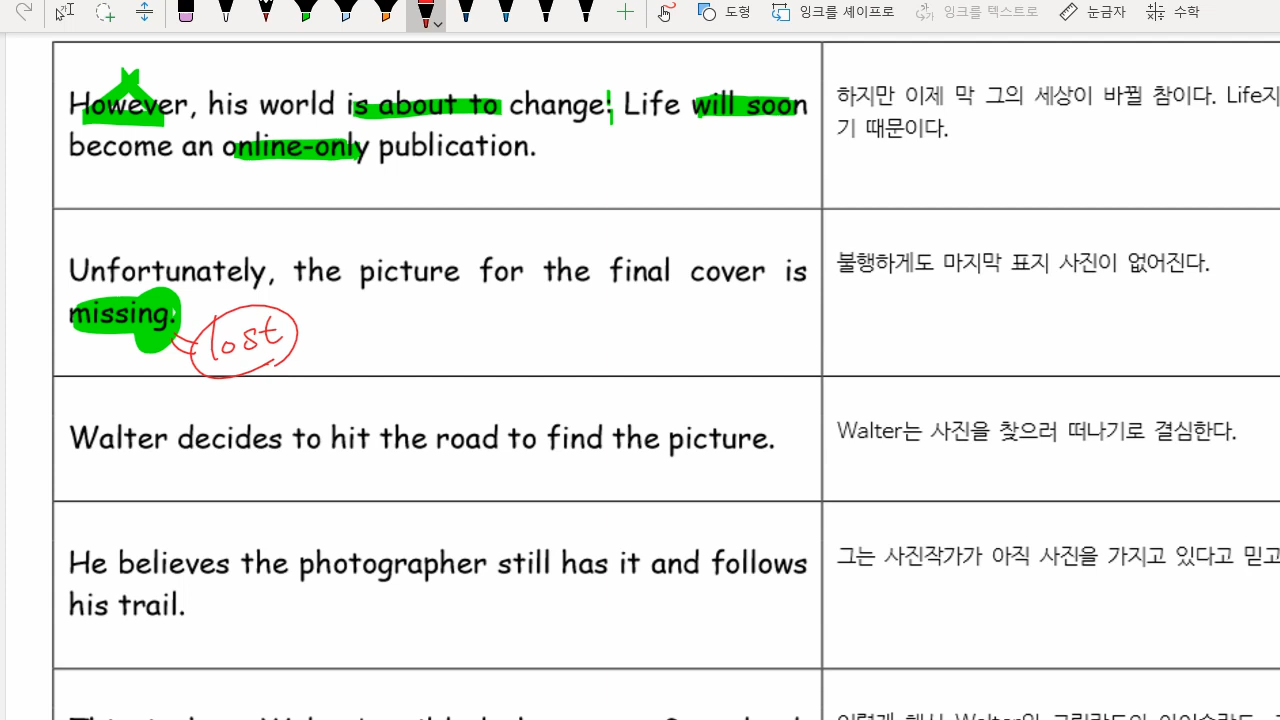 도형
잉크를 셰이프로
잉크를 텍스트로
눈금자
수학
However, his world is about to change: Life will soon
become an online-only publication.
하지만 이제 막 그의 세상이 바뀔 참이다. Life지
기 때문이다.
Unfortunately, the picture for the final cover is
missing.
lost
불행하게도 마지막 표지 사진이 없어진다.
Walter decides to hit the road to find the picture.
Walter는 사진을 찾으러 떠나기로 결심한다.
He believes the photographer still has it and follows
his trail.
그는 사진작가가 아직 사진을 가지고 있다고 믿고